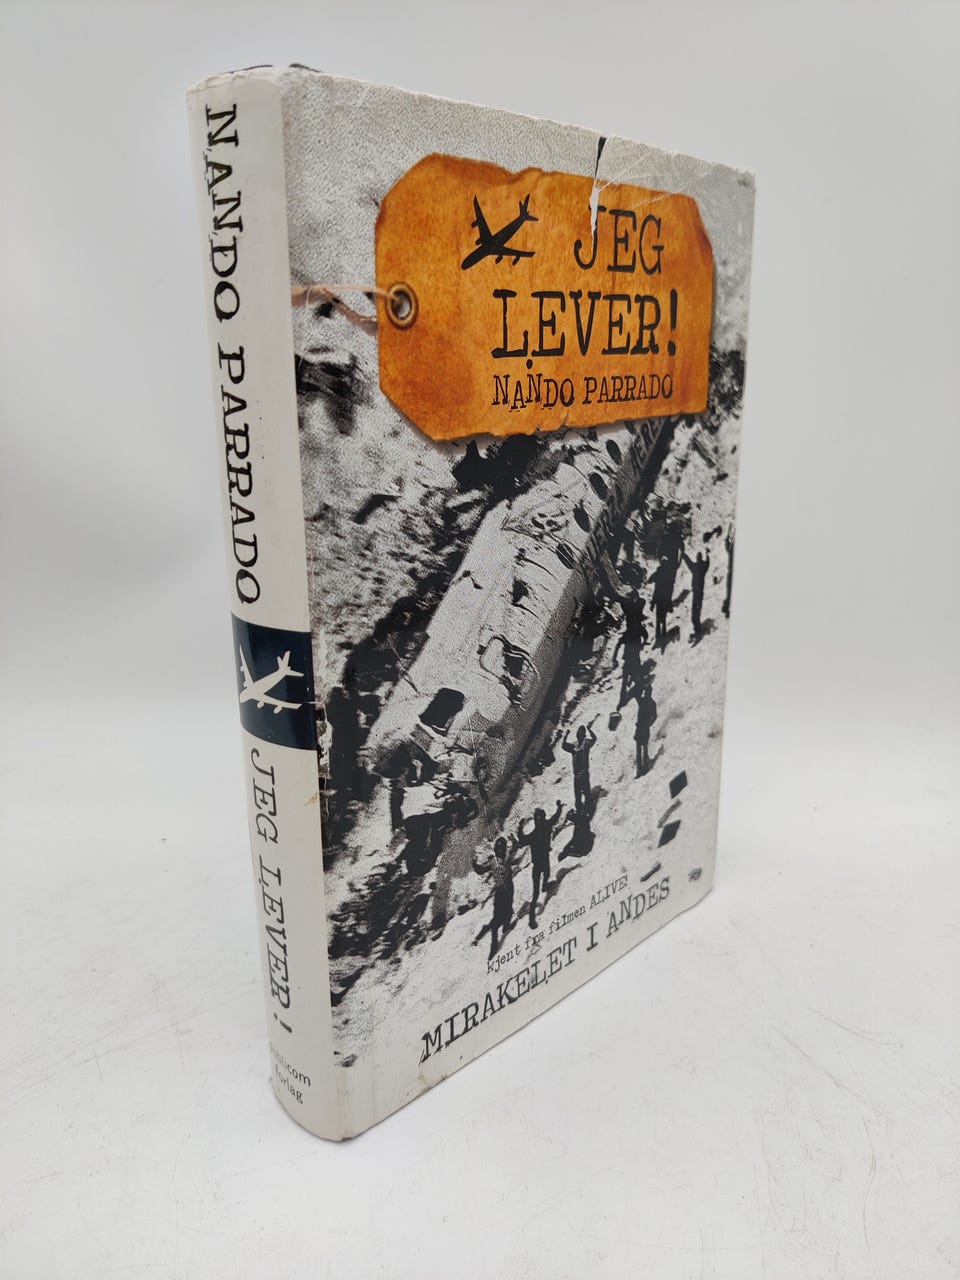 NANDO PARRADO
JEG LEVER!
forlag
JEG
LEVER!
NANDO PARRADO
kjent fra filmen ALIVE!
MIRAKELET I ANDES